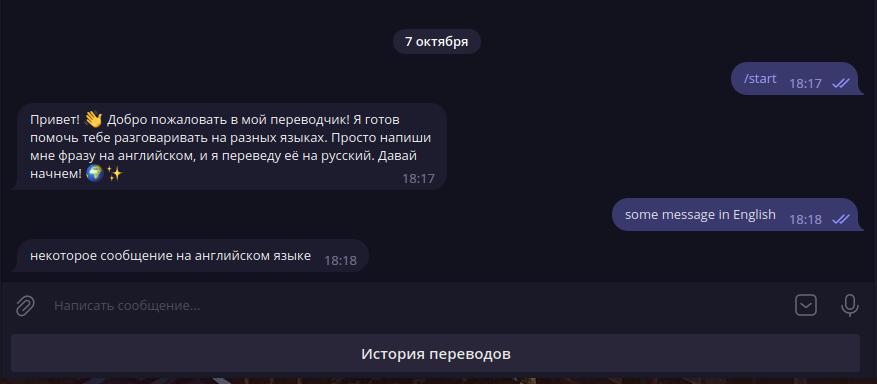 7 октября
/start 18:17
Привет! 👋 Добро пожаловать в мой переводчик! Я готов
помочь тебе разговаривать на разных языках. Просто напиши
мне фразу на английском, и я переведу её на русский. Давай
начнем! 🌍✨ 18:17
some message in English 18:18
некоторое сообщение на английском языке 18:18
Написать сообщение...
История переводов